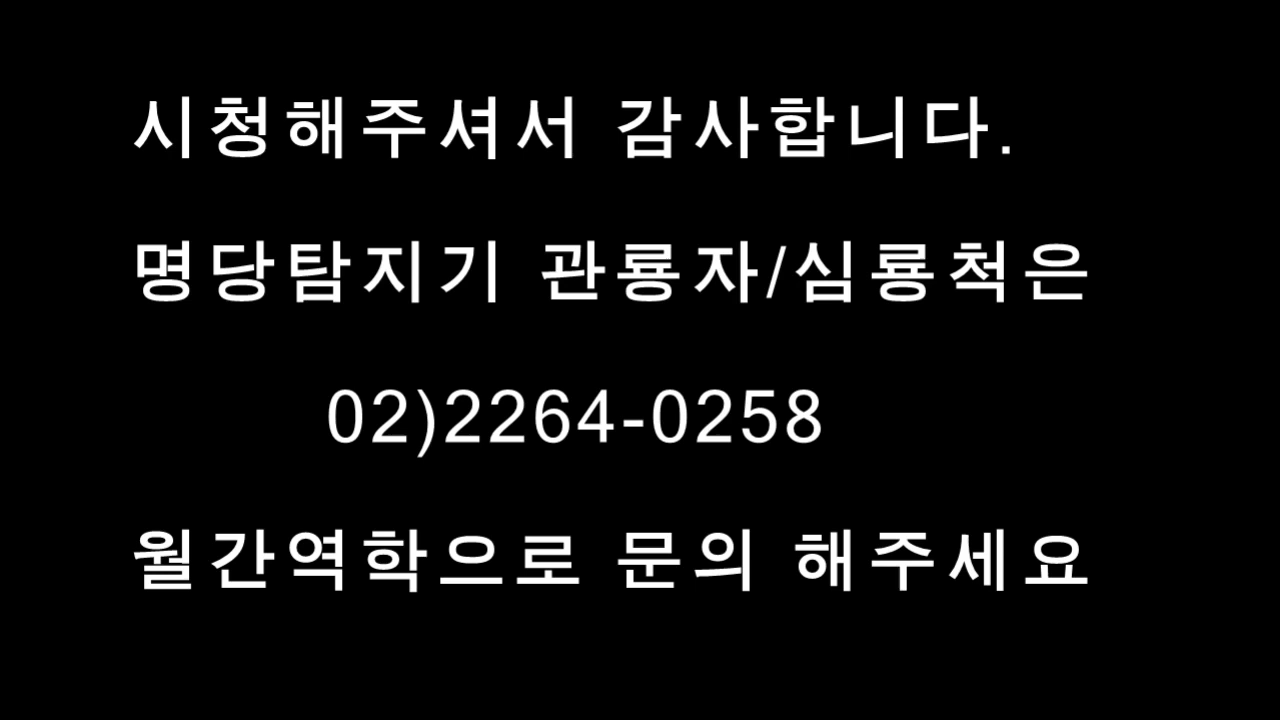 시청해주셔서 감사합니다.
명당탐지기 관룡자/심룡척은
02)2264-0258
월간역학으로 문의 해주세요